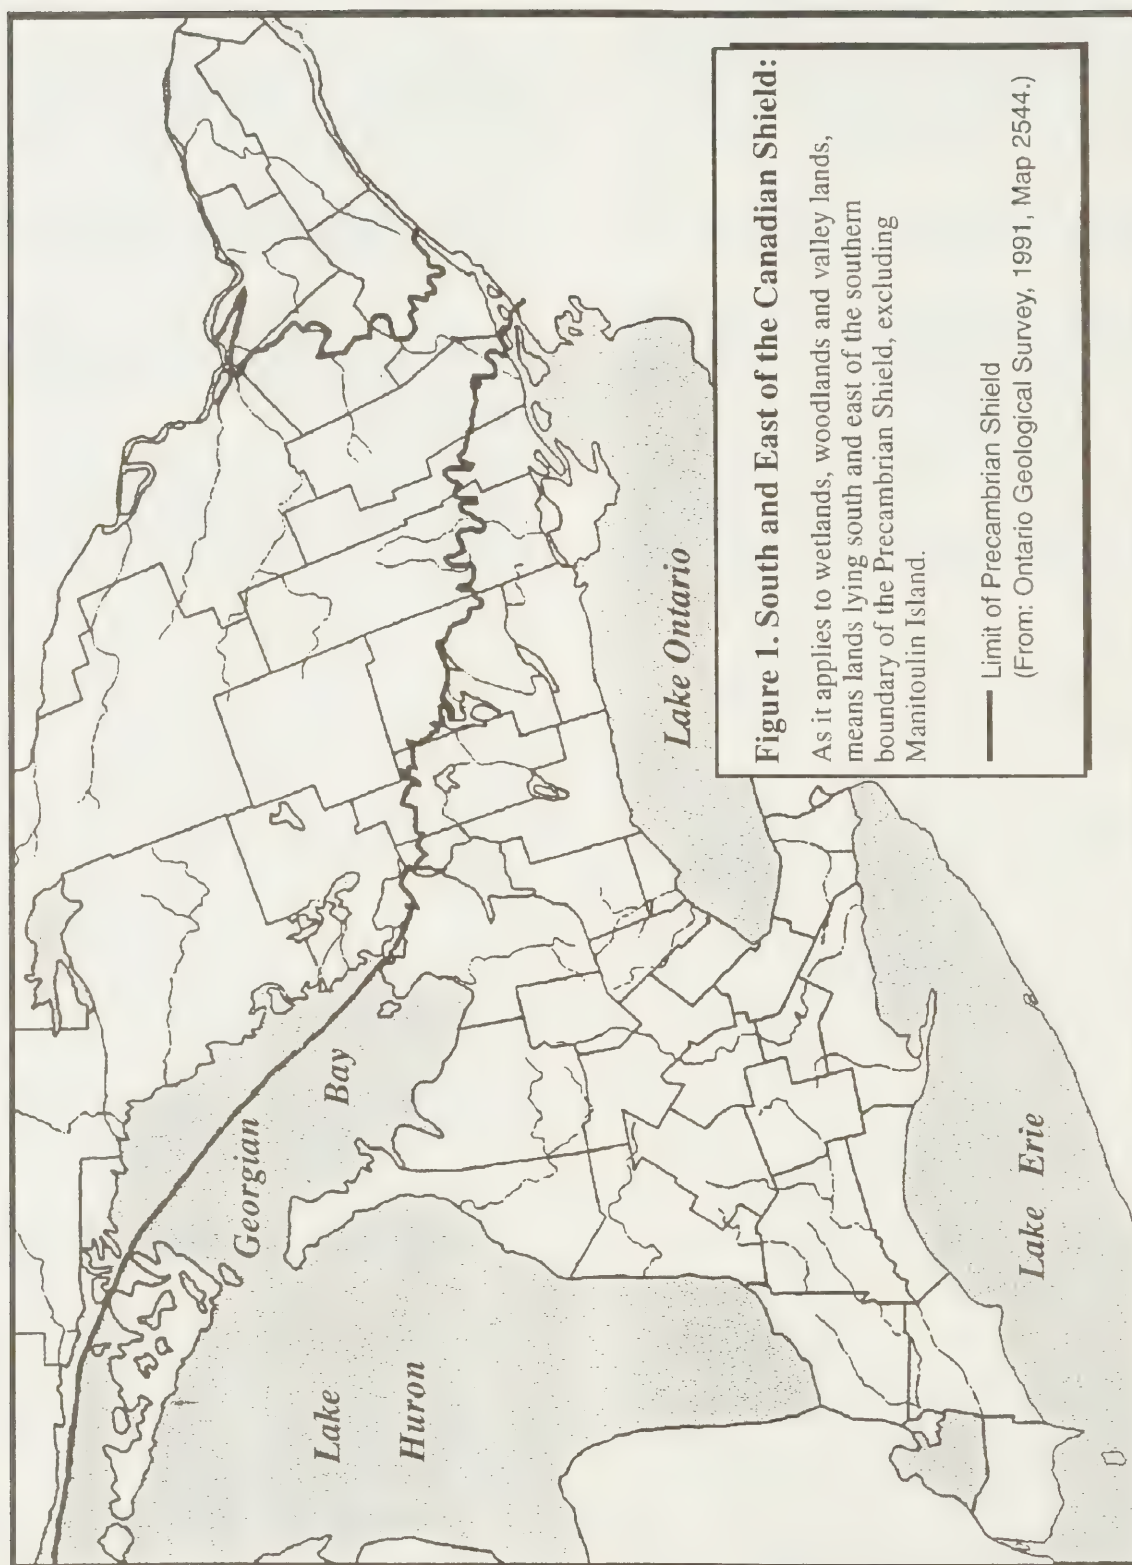 Georgian
Bay
Lake
Huron
Lake Ontario
Lake Erie
Figure 1. South and East of the Canadian Shield:
As it applies to wetlands, woodlands and valley lands,
means lands lying south and east of the southern
boundary of the Precambrian Shield, excluding
Manitoulin Island.
Limit of Precambrian Shield
(From: Ontario Geological Survey, 1991, Map 2544.)